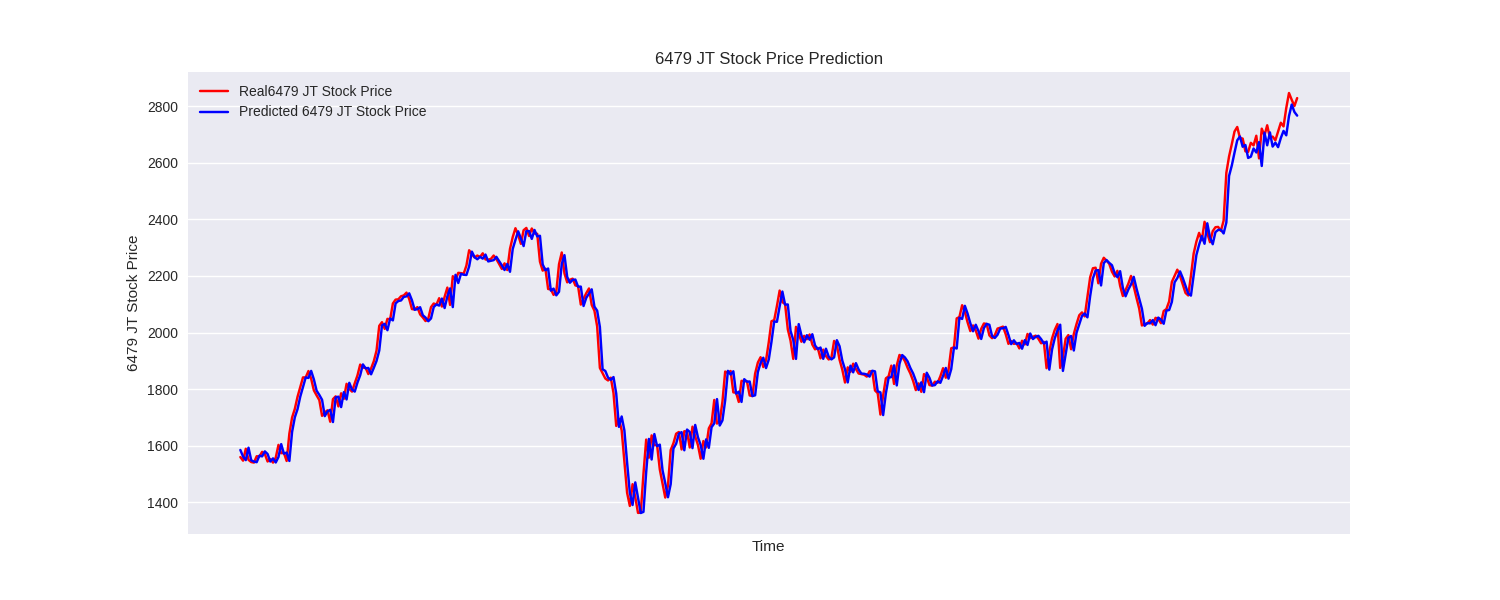 6479 JT Stock Price Prediction
Real6479 JT Stock Price
Predicted 6479 JT Stock Price
2800
2600
2400
2200
2000
1800
1600
1400
6479 JT Stock Price
Time